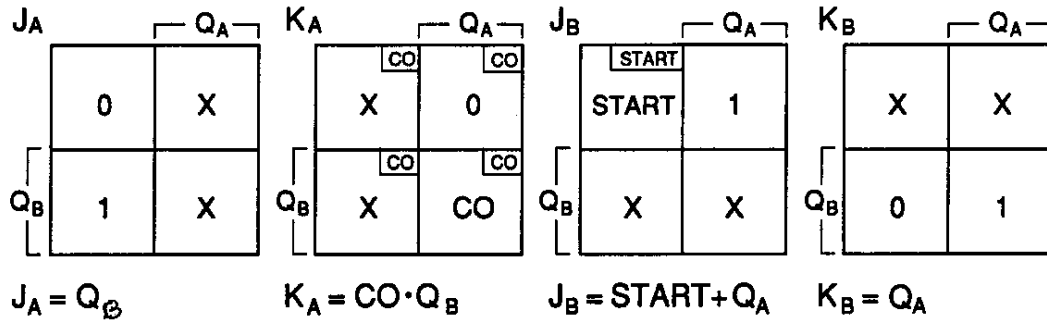 J_A Q_A K_A Q_A J_B Q_A K_B Q_A
CO CO START
0 X X 0 START 1 X X
CO CO
Q_B 1 X Q_B X CO Q_B X X Q_B 0 1
J_A = Q_B K_A = CO·Q_B J_B = START+Q_A K_B = Q_A